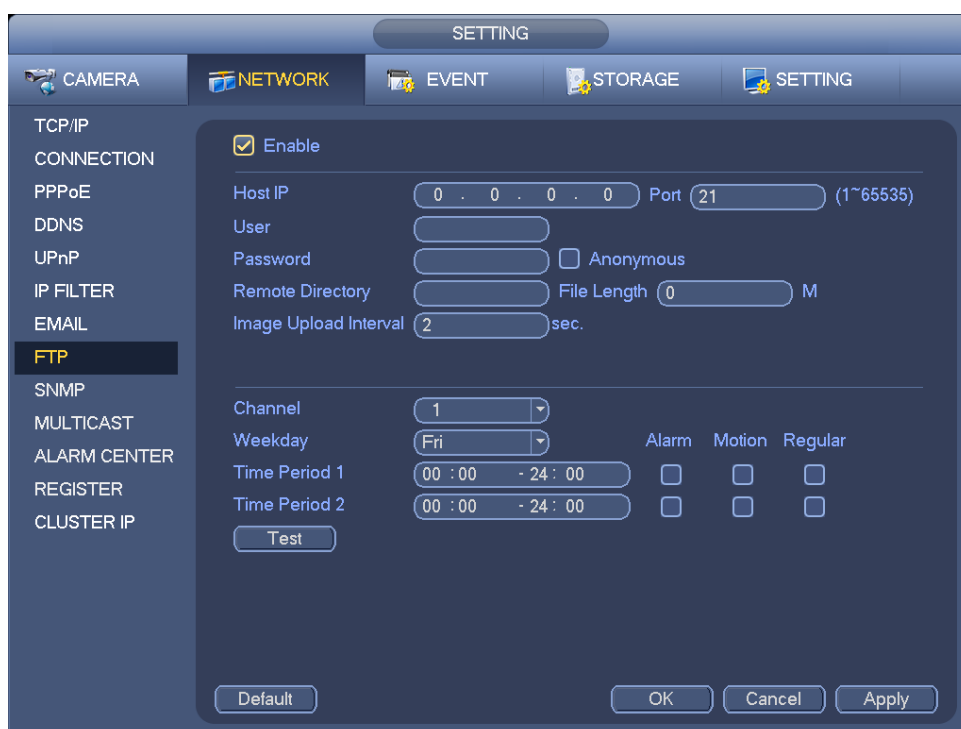 SETTING
CAMERA NETWORK EVENT STORAGE SETTING
TCP/IP
CONNECTION
PPPoE
DDNS
UPnP
IP FILTER
EMAIL
FTP
SNMP
MULTICAST
ALARM CENTER
REGISTER
CLUSTER IP
Enable
Host IP 0 . 0 . 0 . 0 Port 21 (1~65535)
User
Password Anonymous
Remote Directory File Length 0 M
Image Upload Interval 2 sec.
Channel 1
Weekday Fri Alarm Motion Regular
Time Period 1 00 :00 - 24 : 00
Time Period 2 00 :00 - 24 : 00
Test
Default OK Cancel Apply